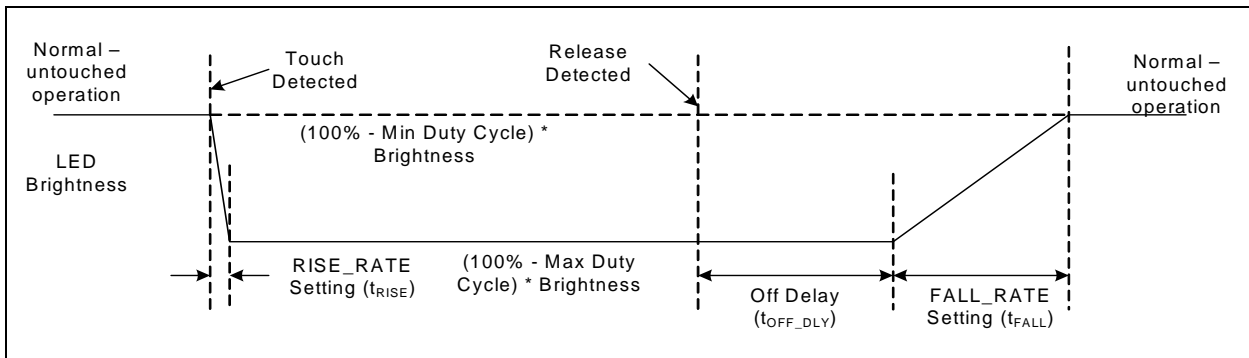 Normal –
untouched
operation
Touch
Detected
Release
Detected
Normal –
untouched
operation
(100% - Min Duty Cycle) *
Brightness
LED
Brightness
RISE_RATE
Setting (tRISE)
(100% - Max Duty
Cycle) * Brightness
Off Delay
(tOFF_DLY)
FALL_RATE
Setting (tFALL)